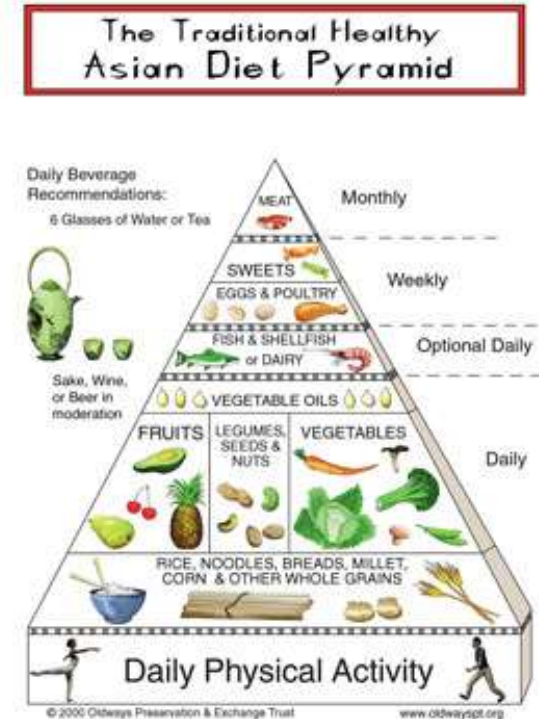 The Traditional Healthy
Asian Diet Pyramid
Daily Beverage
Recommendations:
6 Glasses of Water or Tea
Sake, Wine,
or Beer in
moderation
MEAT
Monthly
SWEETS
EGGS & POULTRY
Weekly
FISH & SHELLFISH
or DAIRY
Optional Daily
VEGETABLE OILS
FRUITS
LEGUMES,
SEEDS &
NUTS
VEGETABLES
Daily
RICE, NOODLES, BREADS, MILLET,
CORN & OTHER WHOLE GRAINS
Daily Physical Activity
© 2000 Oldways Preservation & Exchange Trust
www.oldwayspt.org